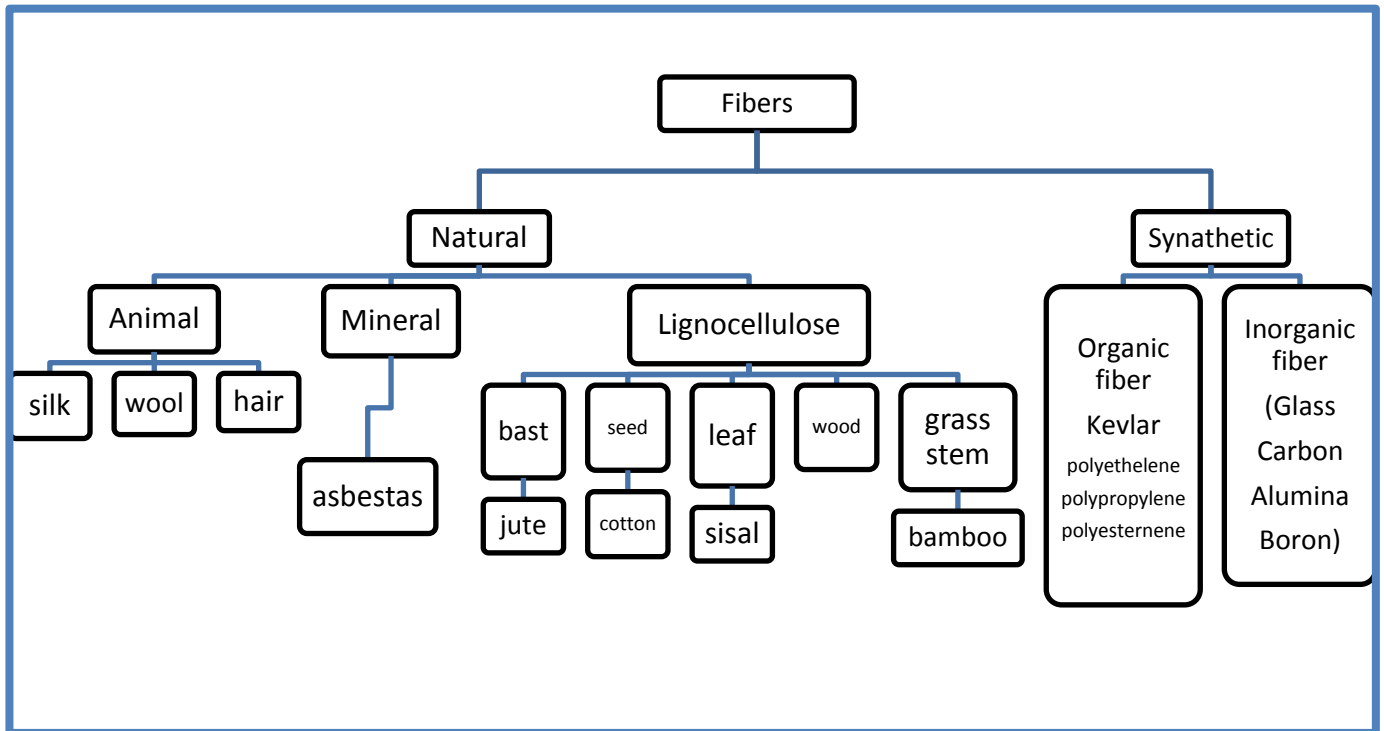 Fibers
Natural
Synathetic
Animal
Mineral
Lignocellulose
silk
wool
hair
asbestas
bast
seed
leaf
wood
grass
stem
jute
cotton
sisal
bamboo
Organic
fiber
Kevlar
polyethelene
polypropylene
polyesternene
Inorganic
fiber
(Glass
Carbon
Alumina
Boron)